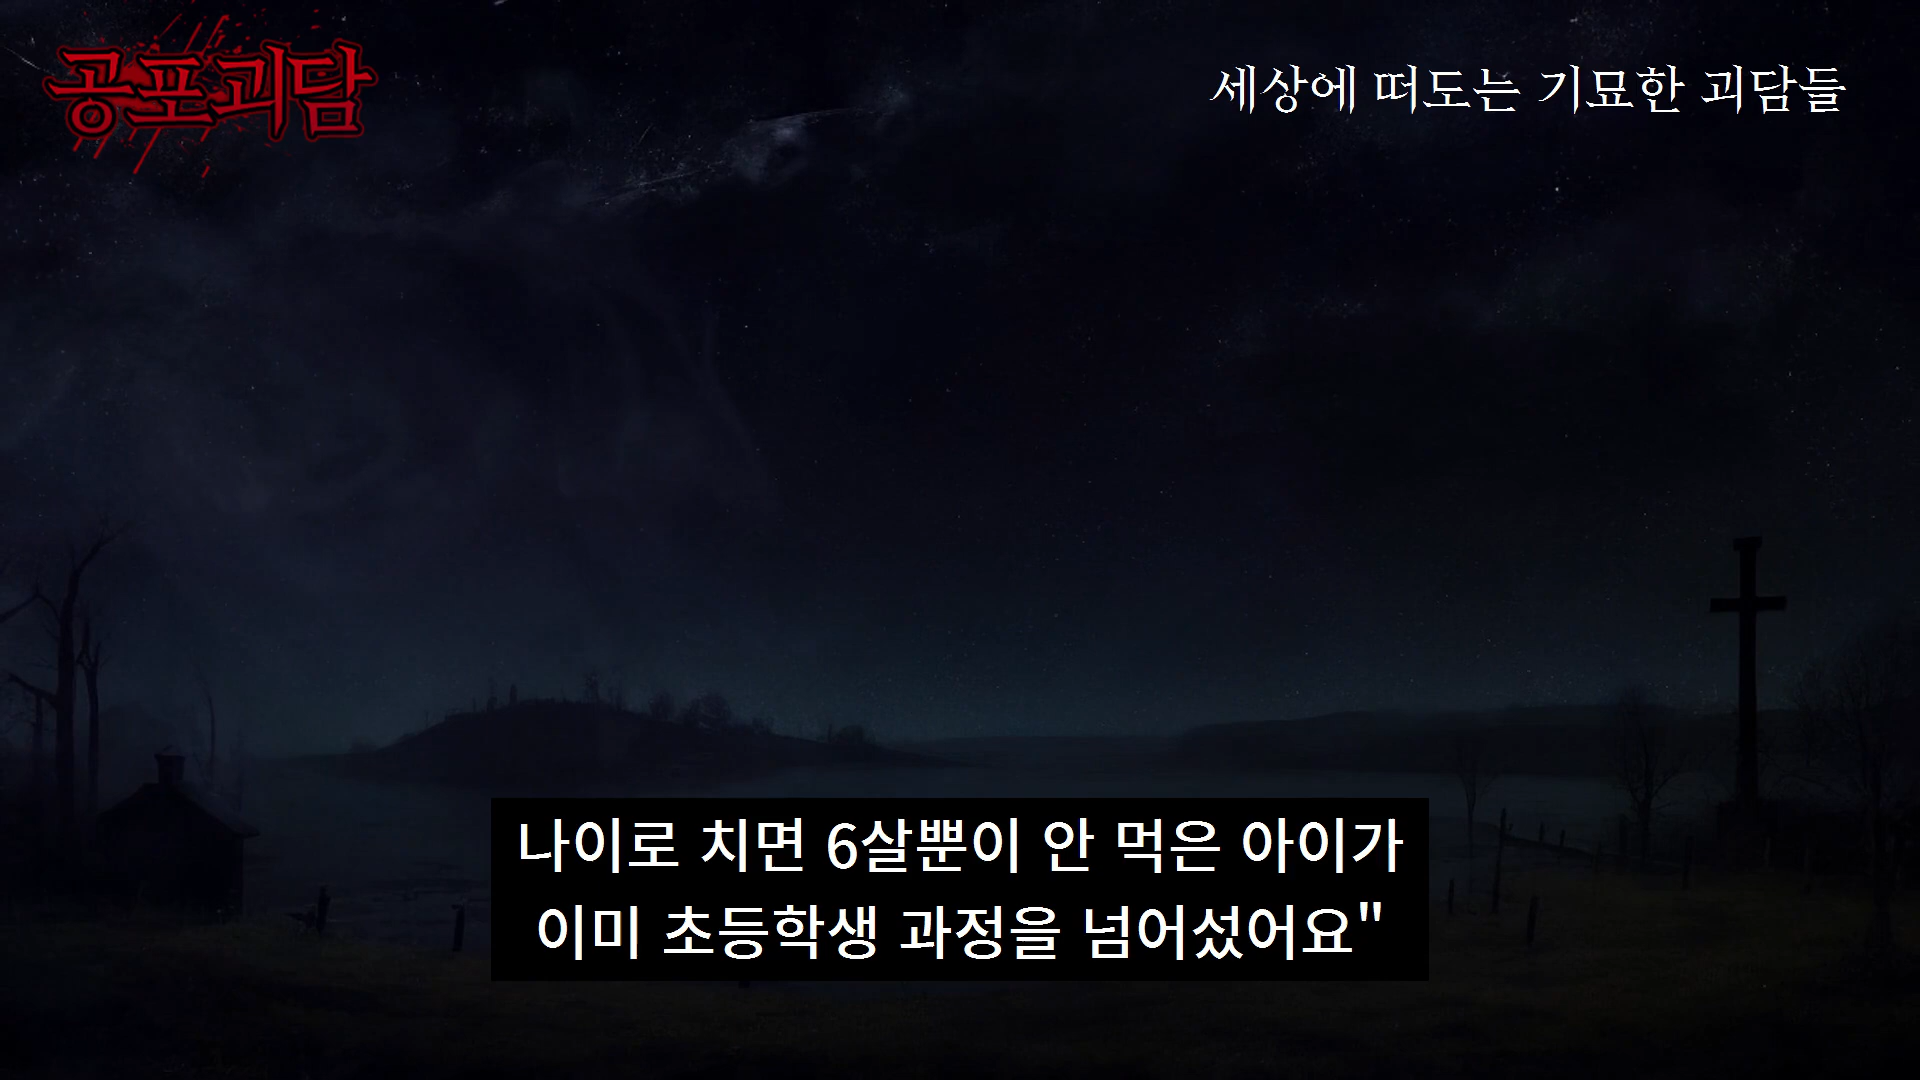 공포괴담
세상에 떠도는 기묘한 괴담들
나이로 치면 6살뿐이 안 먹은 아이가
이미 초등학생 과정을 넘어섰어요"